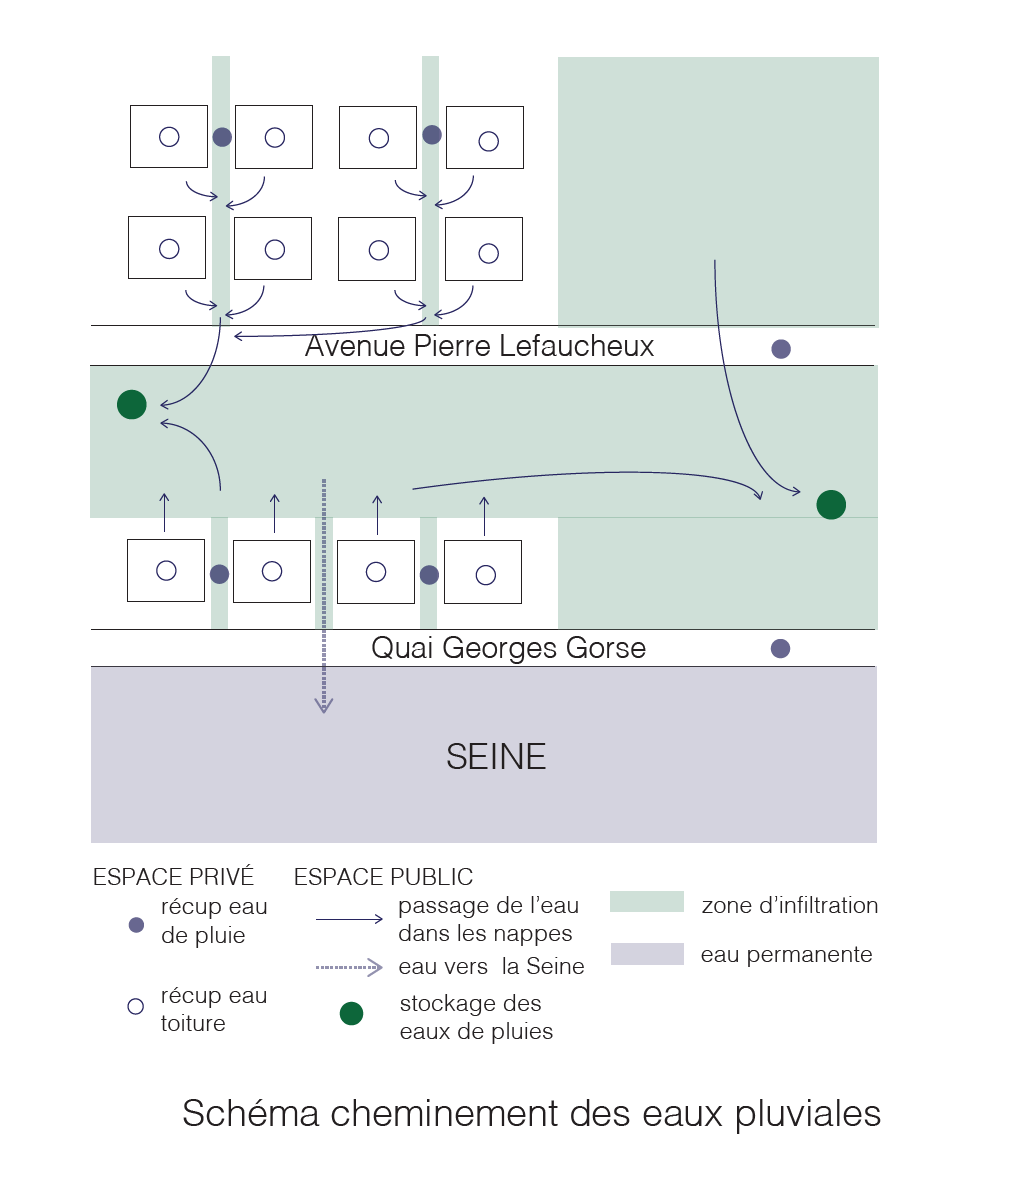 Avenue Pierre Lefaucheux
Quai Georges Gorse
SEINE
ESPACE PRIVÉ
récup eau
de pluie
récup eau
toiture
ESPACE PUBLIC
passage de l'eau
dans les nappes
eau vers la Seine
stockage des
eaux de pluies
zone d'infiltration
eau permanente
Schéma cheminement des eaux pluviales